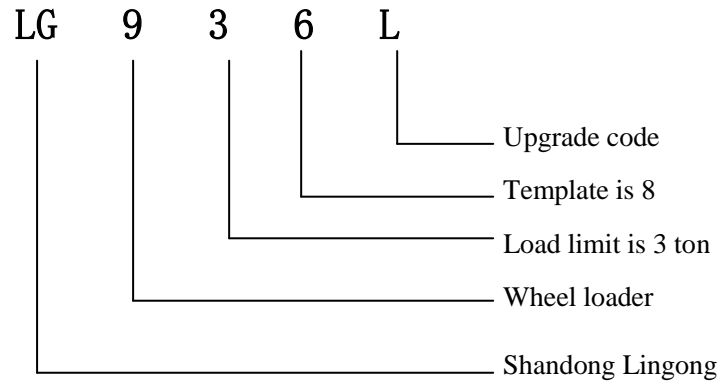 LG 9 3 6 L
Upgrade code
Template is 8
Load limit is 3 ton
Wheel loader
Shandong Lingong